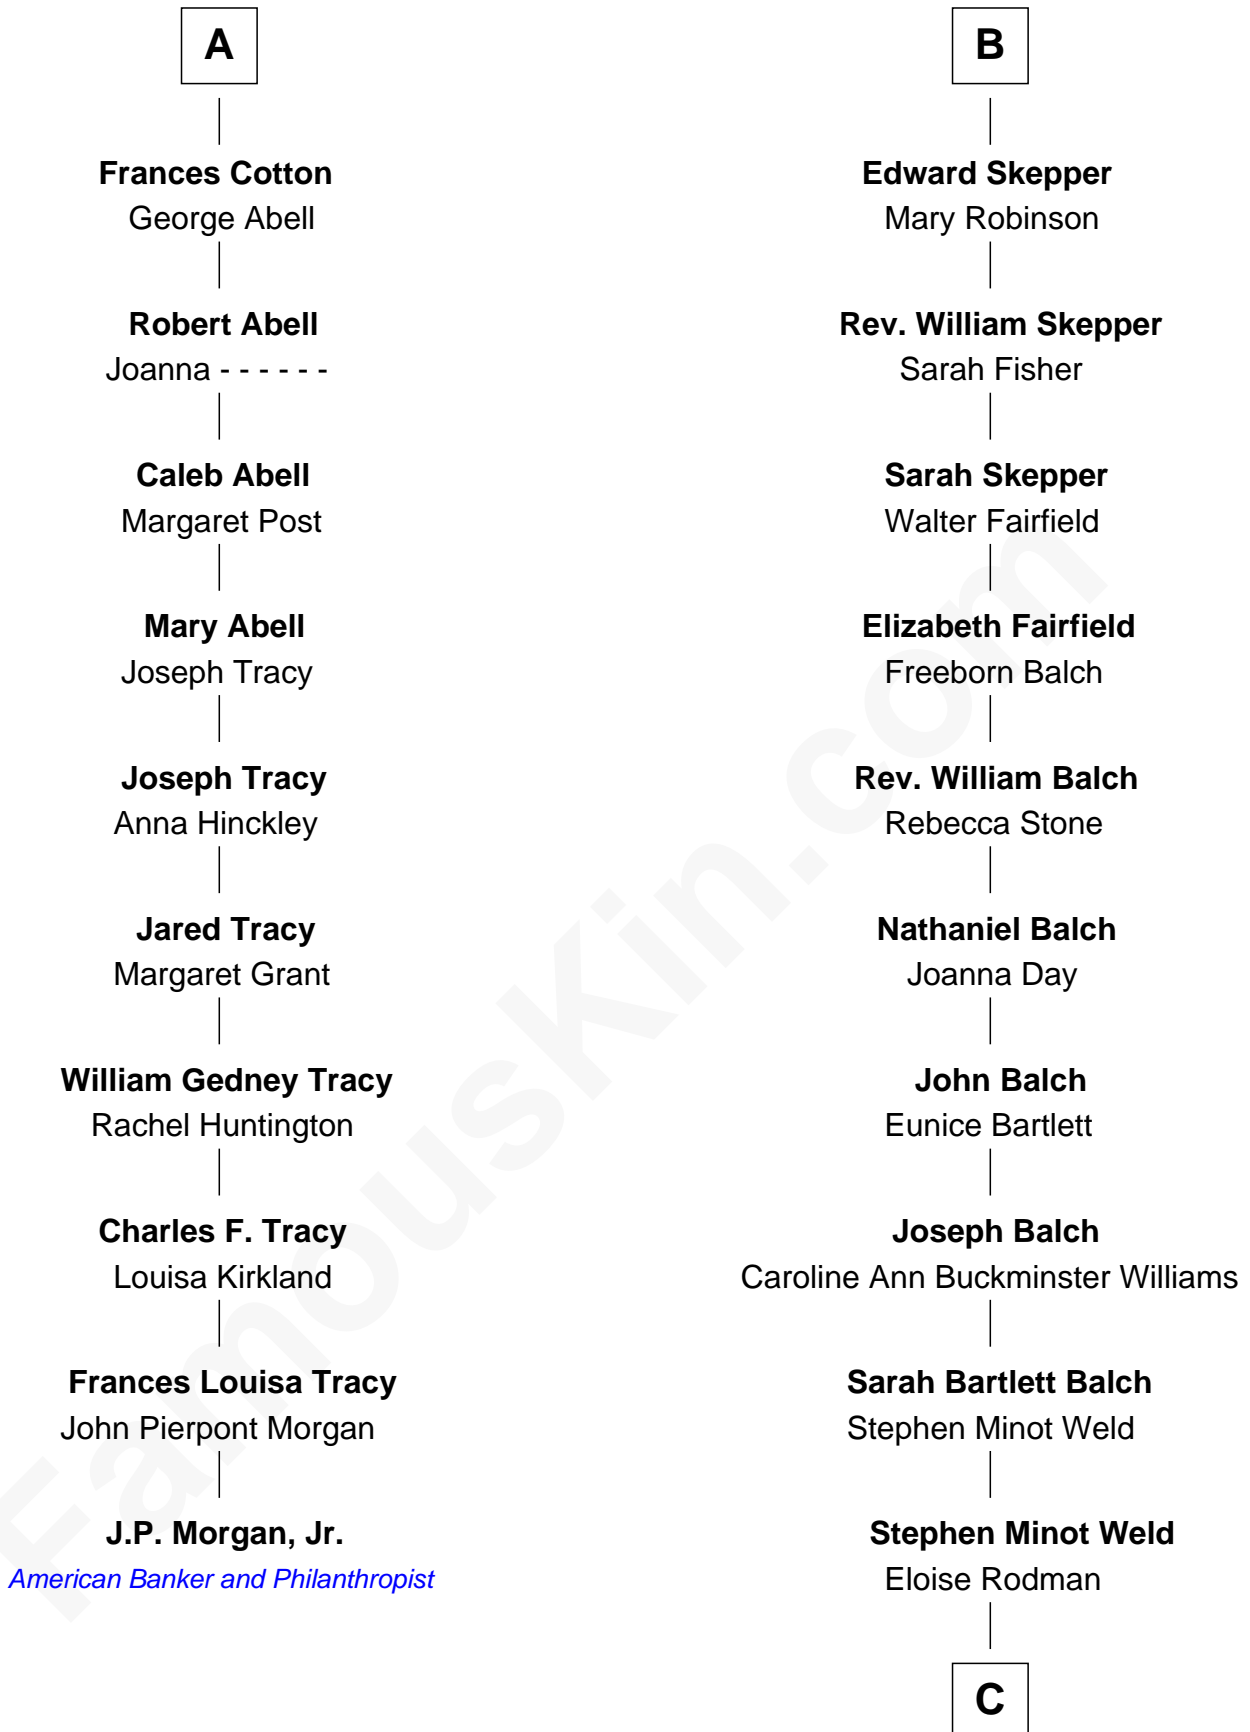 A
Frances Cotton
George Abell
Robert Abell
Joanna - - - - - -
Caleb Abell
Margaret Post
Mary Abell
Joseph Tracy
Joseph Tracy
Anna Hinckley
Jared Tracy
Margaret Grant
William Gedney Tracy
Rachel Huntington
Charles F. Tracy
Louisa Kirkland
Frances Louisa Tracy
John Pierpont Morgan
J.P. Morgan, Jr.
American Banker and Philanthropist
B
Edward Skepper
Mary Robinson
Rev. William Skepper
Sarah Fisher
Sarah Skepper
Walter Fairfield
Elizabeth Fairfield
Freeborn Balch
Rev. William Balch
Rebecca Stone
Nathaniel Balch
Joanna Day
John Balch
Eunice Bartlett
Joseph Balch
Caroline Ann Buckminster Williams
Sarah Bartlett Balch
Stephen Minot Weld
Stephen Minot Weld
Eloise Rodman
C
FamousKin.com